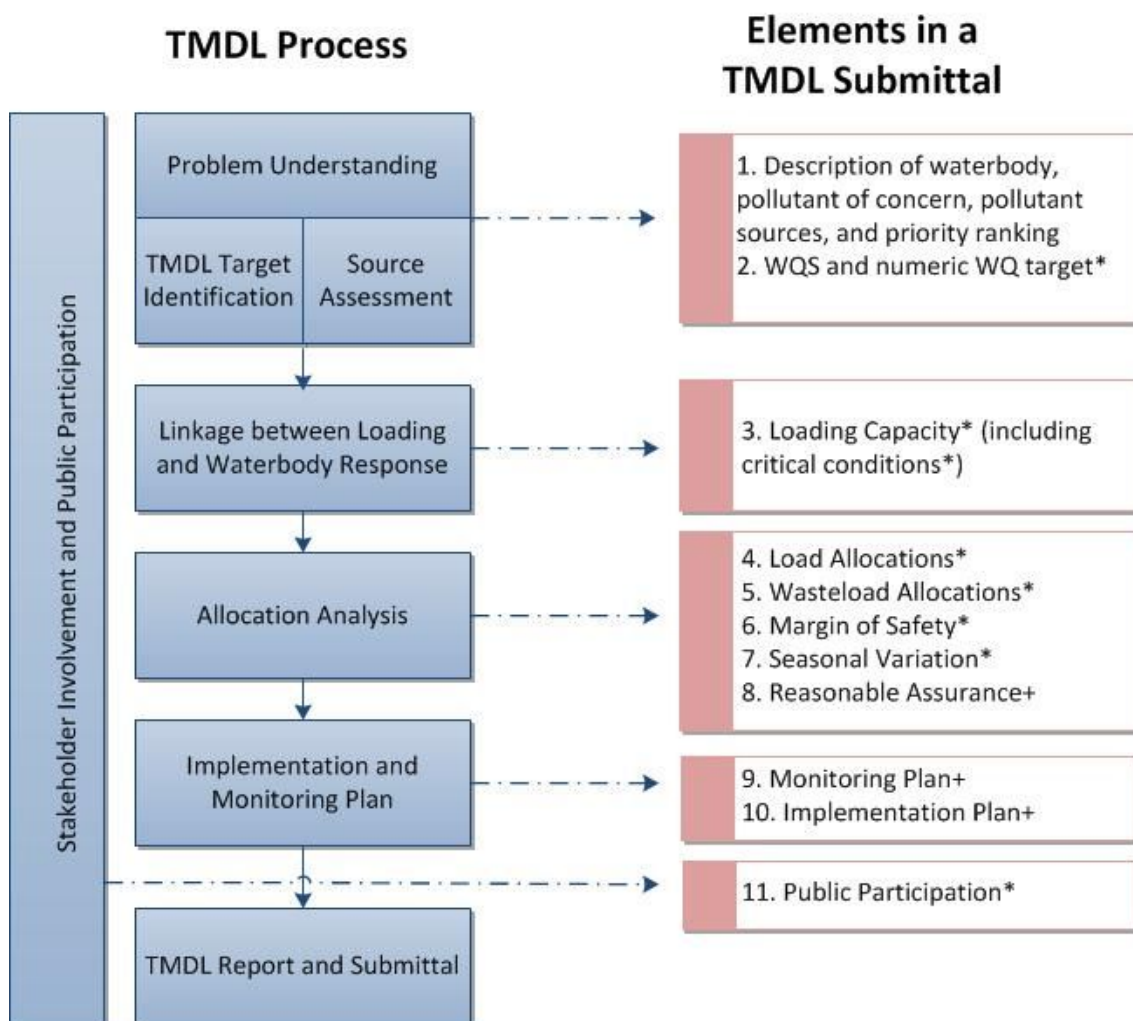 TMDL Process
Elements in a
TMDL Submittal
Stakeholder Involvement and Public Participation
Problem Understanding
TMDL Target
Identification
Source
Assessment
1. Description of waterbody,
pollutant of concern, pollutant
sources, and priority ranking
2. WQS and numeric WQ target*
Linkage between Loading
and Waterbody Response
3. Loading Capacity* (including
critical conditions*)
Allocation Analysis
4. Load Allocations*
5. Wasteload Allocations*
6. Margin of Safety*
7. Seasonal Variation*
8. Reasonable Assurance+
Implementation and
Monitoring Plan
9. Monitoring Plan+
10. Implementation Plan+
11. Public Participation*
TMDL Report and Submittal